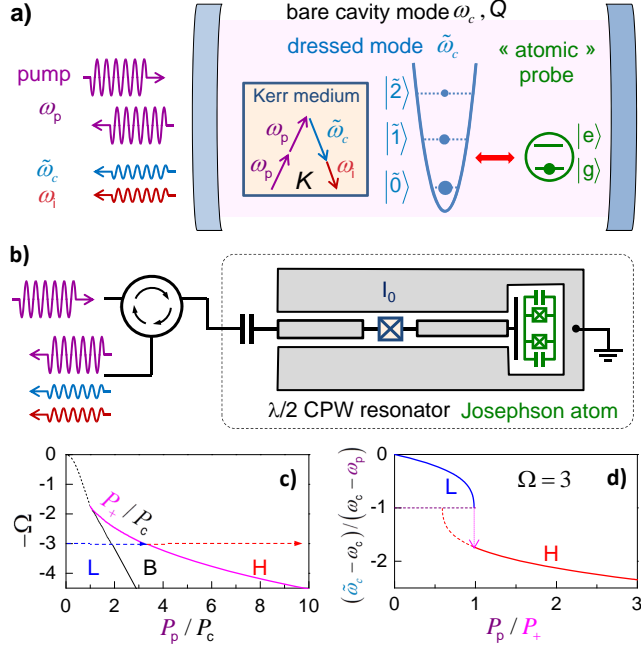 a)
bare cavity mode ω_c, Q
dressed mode ω̃_c
« atomic »
probe
pump
ω_p
ω̃_c
ω_i
Kerr medium
ω_p
ω̃_c
ω_p
K
ω_i
|2̃⟩
|1̃⟩
|0̃⟩
|e⟩
|g⟩
b)
I_0
λ/2 CPW resonator
Josephson atom
c)
0
-1
-2
-3
-4
-Ω
P_+/P_c
L
B
H
0
2
4
6
8
10
P_p / P_c
d)
0
-1
-2
(ω̃_c − ω_c)/(ω_c − ω_p)
Ω = 3
L
H
0
1
2
3
P_p / P_+